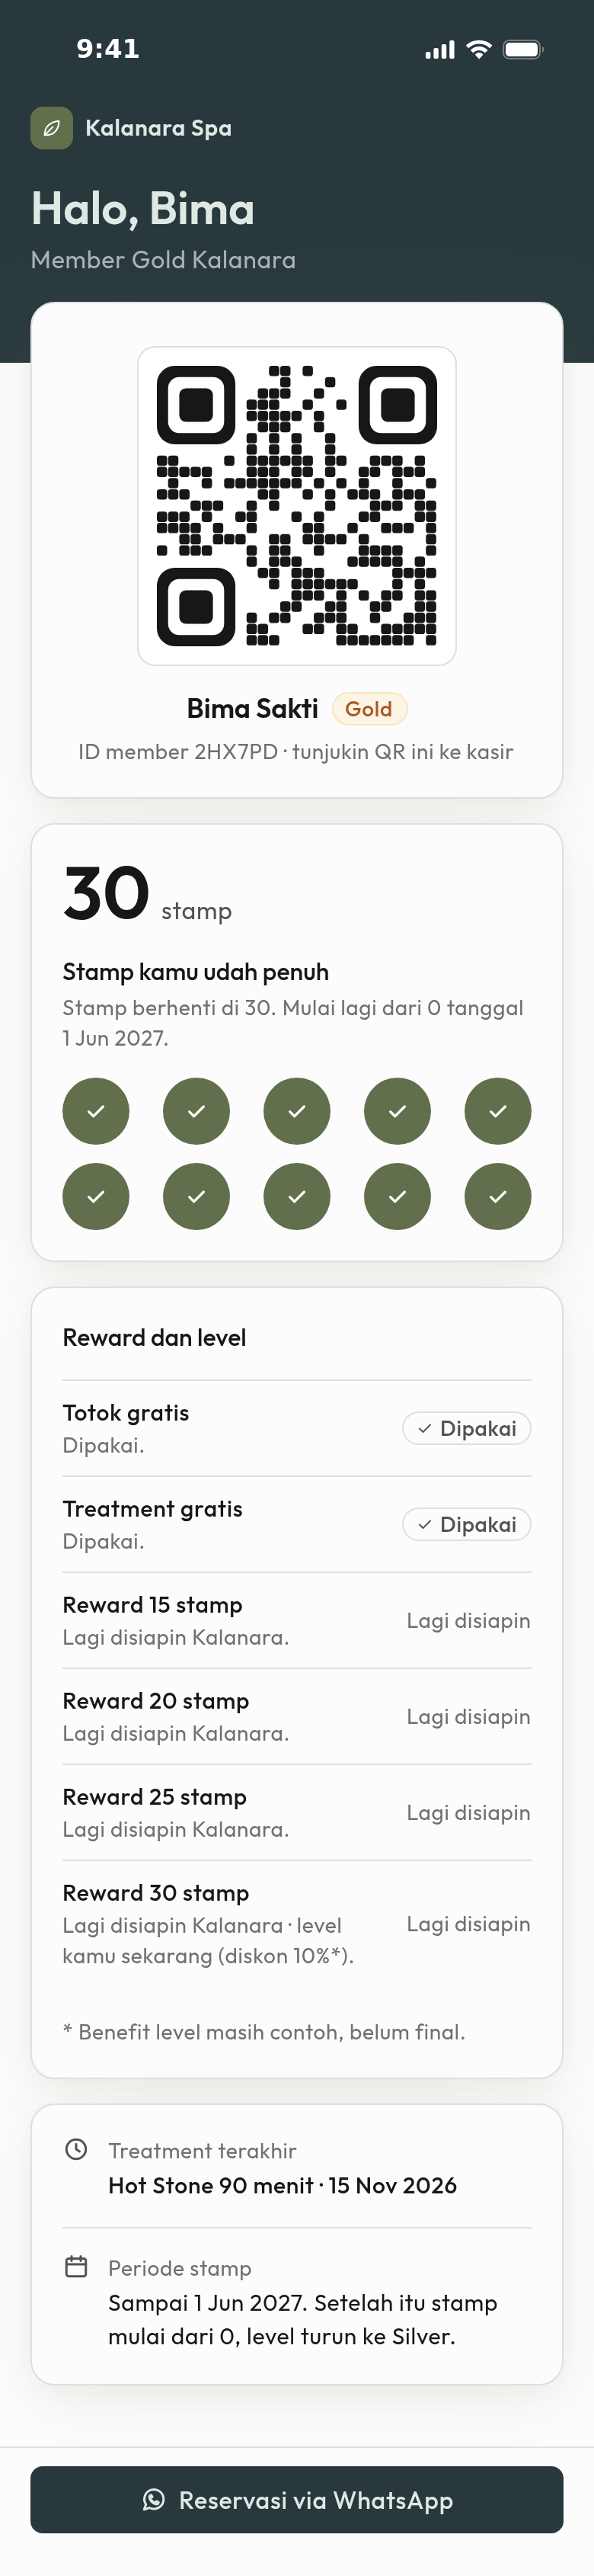 9:41
Kalanara Spa
Halo, Bima
Member Gold Kalanara
Bima Sakti Gold
ID member 2HX7PD · tunjukin QR ini ke kasir
30 stamp
Stamp kamu udah penuh
Stamp berhenti di 30. Mulai lagi dari 0 tanggal
1 Jun 2027.
Reward dan level
Totok gratis
Dipakai.
Dipakai
Treatment gratis
Dipakai.
Dipakai
Reward 15 stamp
Lagi disiapin Kalanara.
Lagi disiapin
Reward 20 stamp
Lagi disiapin Kalanara.
Lagi disiapin
Reward 25 stamp
Lagi disiapin Kalanara.
Lagi disiapin
Reward 30 stamp
Lagi disiapin Kalanara · level
kamu sekarang (diskon 10%*).
Lagi disiapin
* Benefit level masih contoh, belum final.
Treatment terakhir
Hot Stone 90 menit · 15 Nov 2026
Periode stamp
Sampai 1 Jun 2027. Setelah itu stamp
mulai dari 0, level turun ke Silver.
Reservasi via WhatsApp